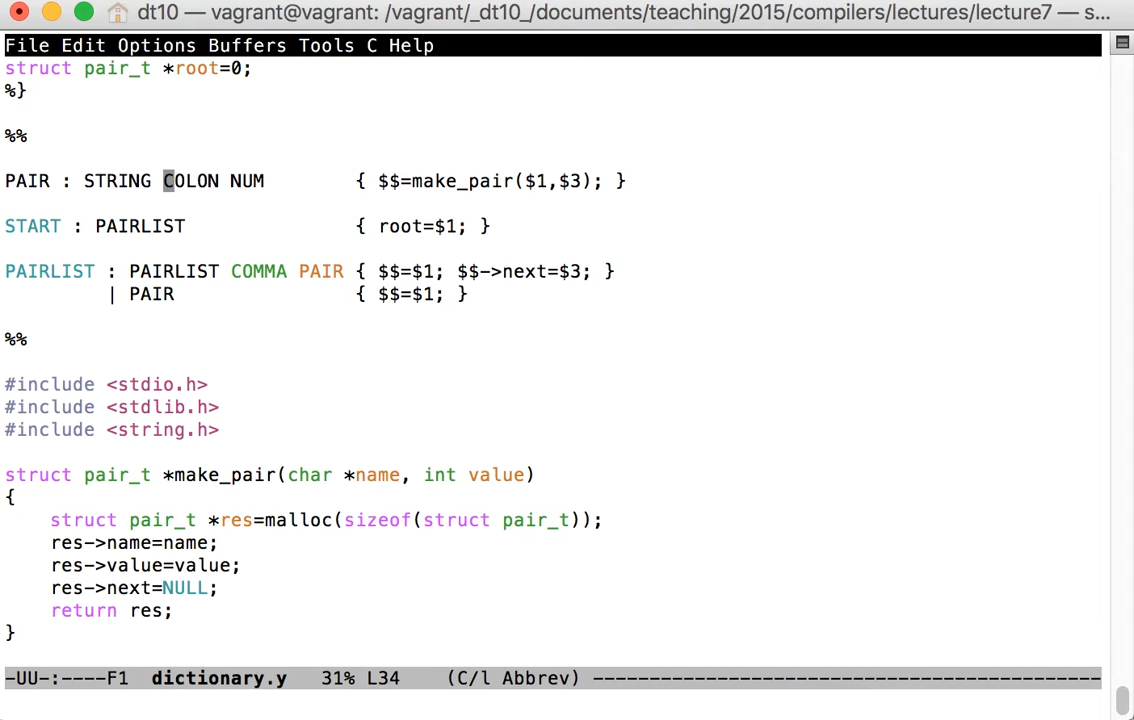 dt10 — vagrant@vagrant: /vagrant/_dt10_/documents/teaching/2015/compilers/lectures/lecture7 — s...
File Edit Options Buffers Tools C Help
struct pair_t *root=0;
%}
%%
PAIR : STRING COLON NUM        { $$=make_pair($1,$3); }
START : PAIRLIST               { root=$1; }
PAIRLIST : PAIRLIST COMMA PAIR { $$=$1; $$->next=$3; }
         | PAIR                { $$=$1; }
%%
#include <stdio.h>
#include <stdlib.h>
#include <string.h>
struct pair_t *make_pair(char *name, int value)
{
    struct pair_t *res=malloc(sizeof(struct pair_t));
    res->name=name;
    res->value=value;
    res->next=NULL;
    return res;
}
-UU-:----F1  dictionary.y   31% L34    (C/l Abbrev) ---------------------------------------------